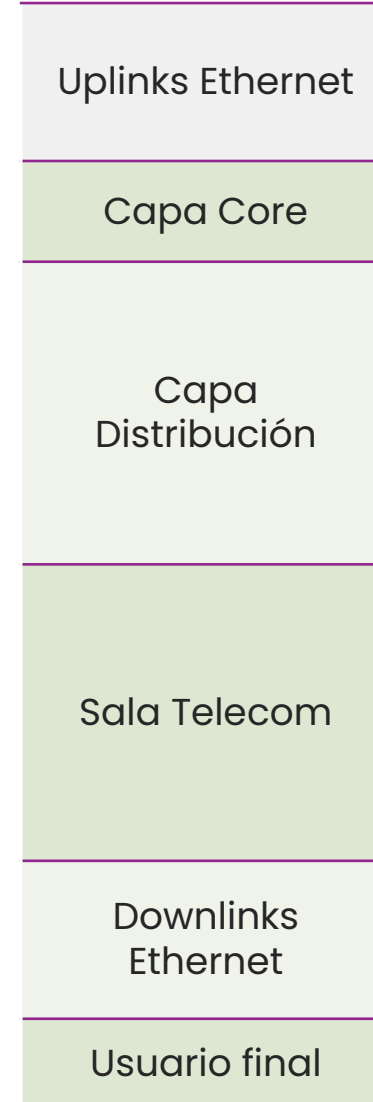 Uplinks Ethernet
Capa Core
Capa
Distribución
Sala Telecom
Downlinks
Ethernet
Usuario final